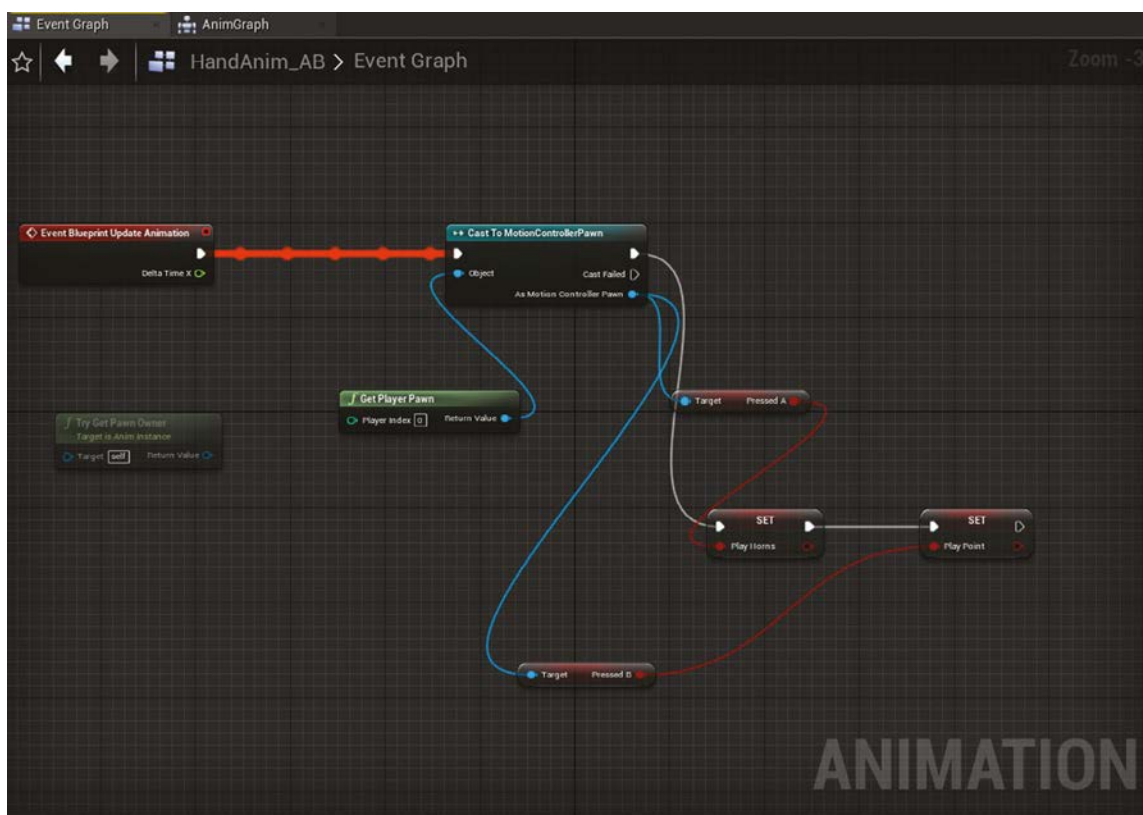 Event Graph
AnimGraph
HandAnim_AB > Event Graph
Zoom -3
Event Blueprint Update Animation
Delta Time X
Cast To MotionControllerPawn
Object
Cast Failed
As Motion Controller Pawn
f Get Player Pawn
Player Index 0
Return Value
f Try Get Pawn Owner
Target is Anim Instance
Target self
Return Value
Target
Pressed A
SET
Play Horns
SET
Play Point
Target
Pressed B
ANIMATION